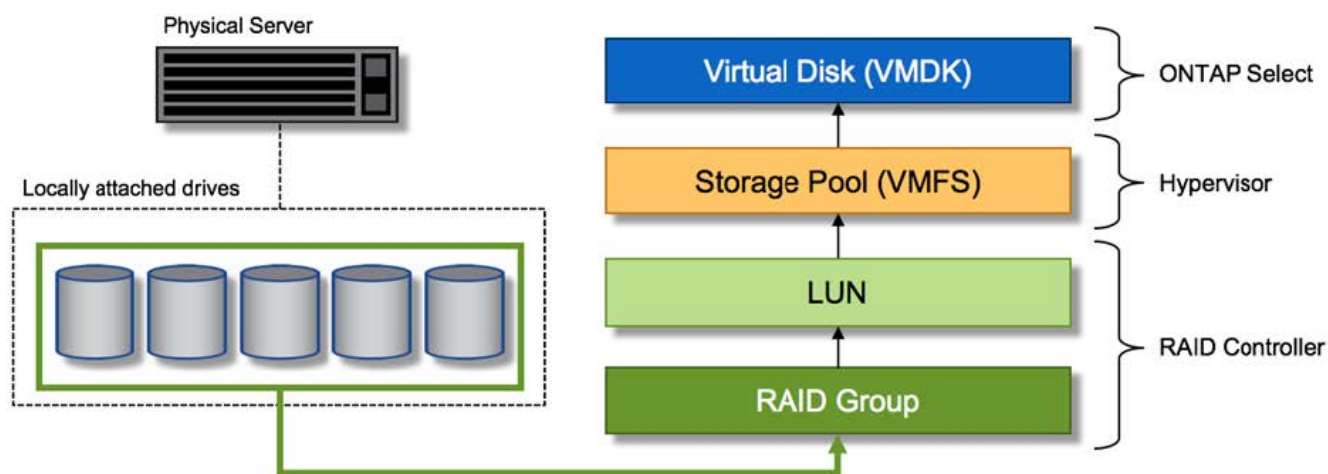 Physical Server
Locally attached drives
Virtual Disk (VMDK)
ONTAP Select
Storage Pool (VMFS)
Hypervisor
LUN
RAID Controller
RAID Group